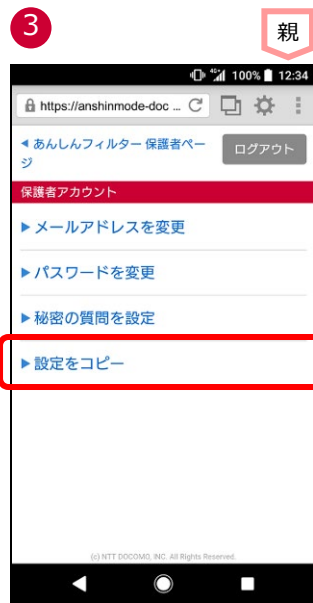 3
親
100% 12:34
https://anshinmode-doc ...
◀あんしんフィルター 保護者ペー
ジ
ログアウト
保護者アカウント
▶メールアドレスを変更
▶パスワードを変更
▶秘密の質問を設定
▶設定をコピー
(c) NTT DOCOMO, INC. All Rights Reserved.